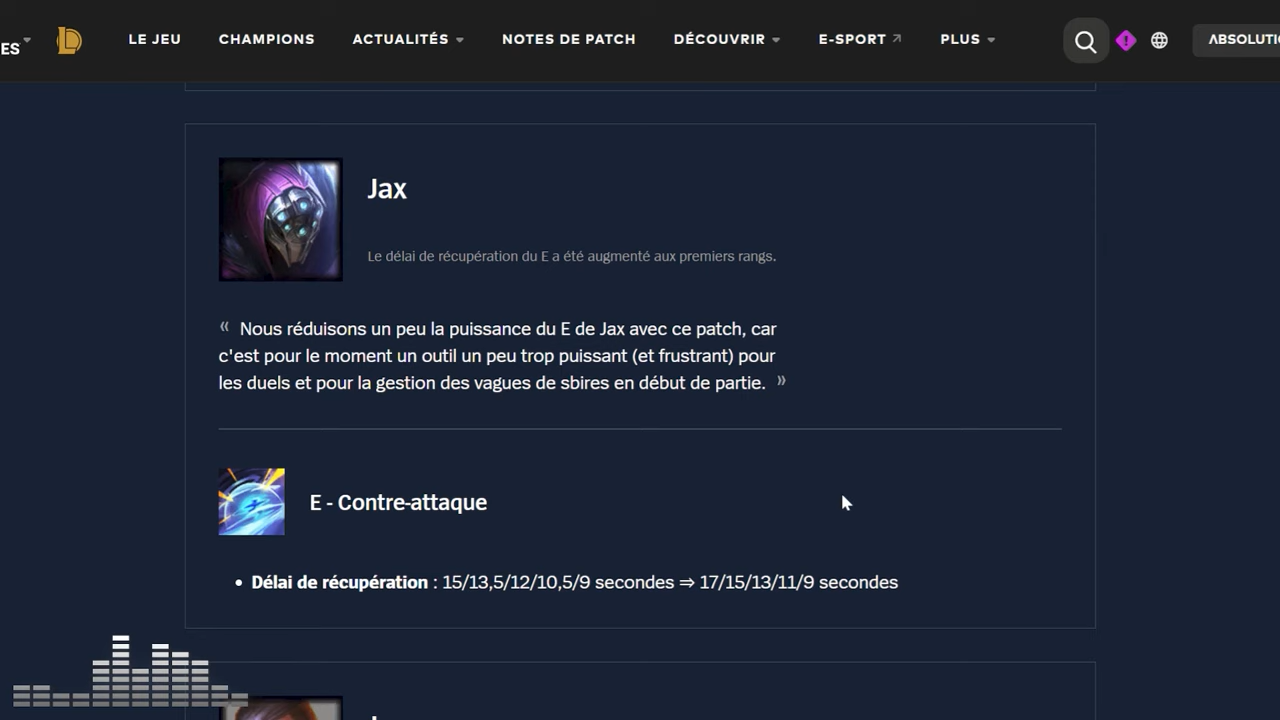 ES
LE JEU
CHAMPIONS
ACTUALITÉS
NOTES DE PATCH
DÉCOUVRIR
E-SPORT
PLUS
Jax
Le délai de récupération du E a été augmenté aux premiers rangs.
« Nous réduisons un peu la puissance du E de Jax avec ce patch, car
c'est pour le moment un outil un peu trop puissant (et frustrant) pour
les duels et pour la gestion des vagues de sbires en début de partie. »
E - Contre-attaque
• Délai de récupération : 15/13,5/12/10,5/9 secondes ⇒ 17/15/13/11/9 secondes